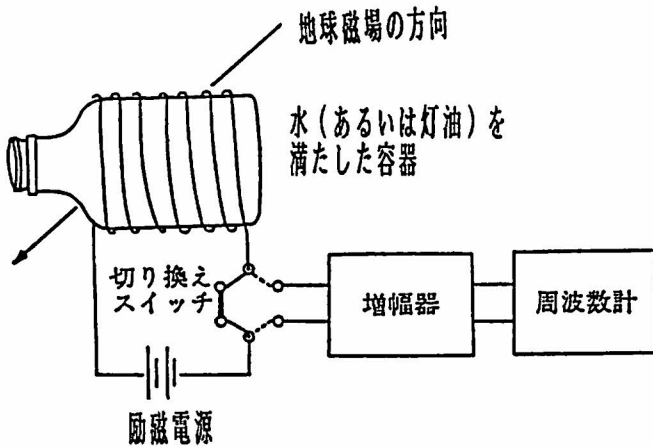 地球磁場の方向
水(あるいは灯油)を
満たした容器
切り換え
スイッチ
増幅器
周波数計
励磁電源